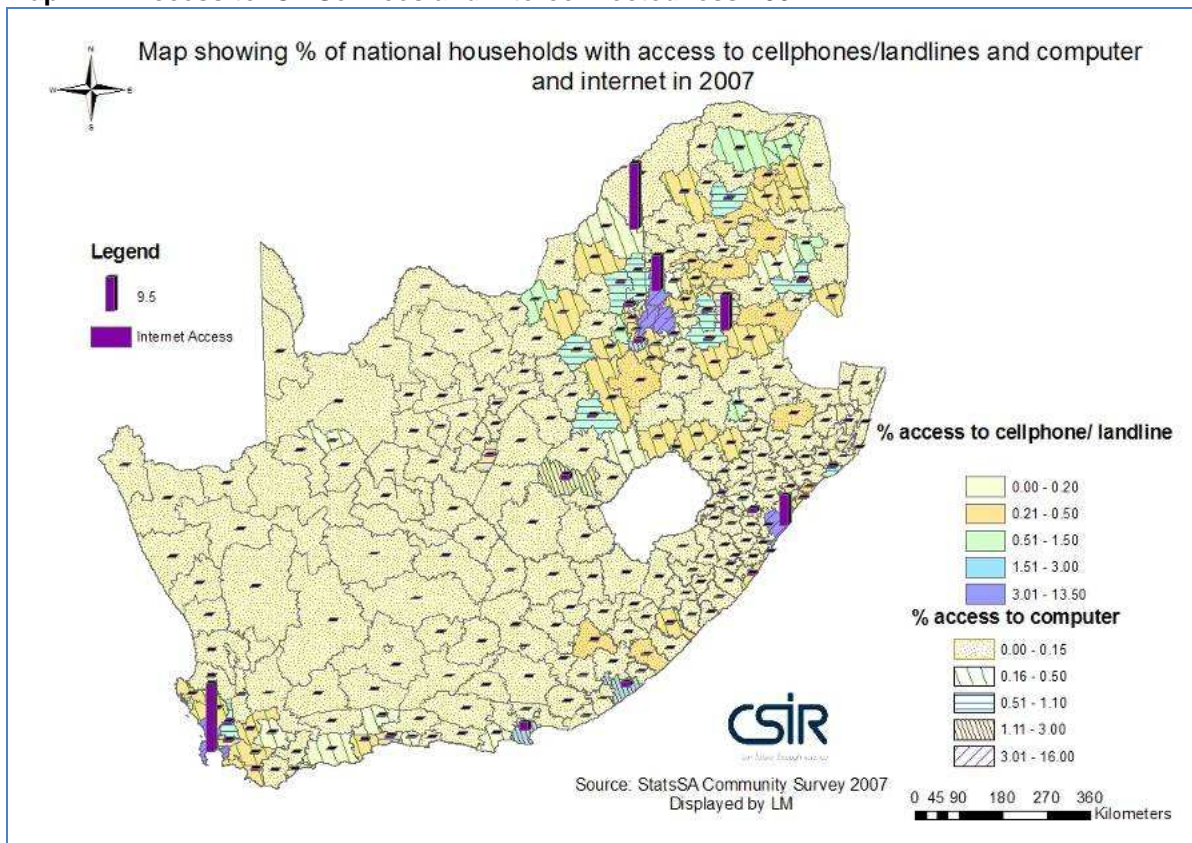 Map showing % of national households with access to cellphones/landlines and computer
and internet in 2007
N
W E
S
Legend
9.5
Internet Access
% access to cellphone/ landline
0.00 - 0.20
0.21 - 0.50
0.51 - 1.50
1.51 - 3.00
3.01 - 13.50
% access to computer
0.00 - 0.15
0.16 - 0.50
0.51 - 1.10
1.11 - 3.00
3.01 - 16.00
CSIR
Source: StatsSA Community Survey 2007
Displayed by LM
0 45 90 180 270 360
Kilometers